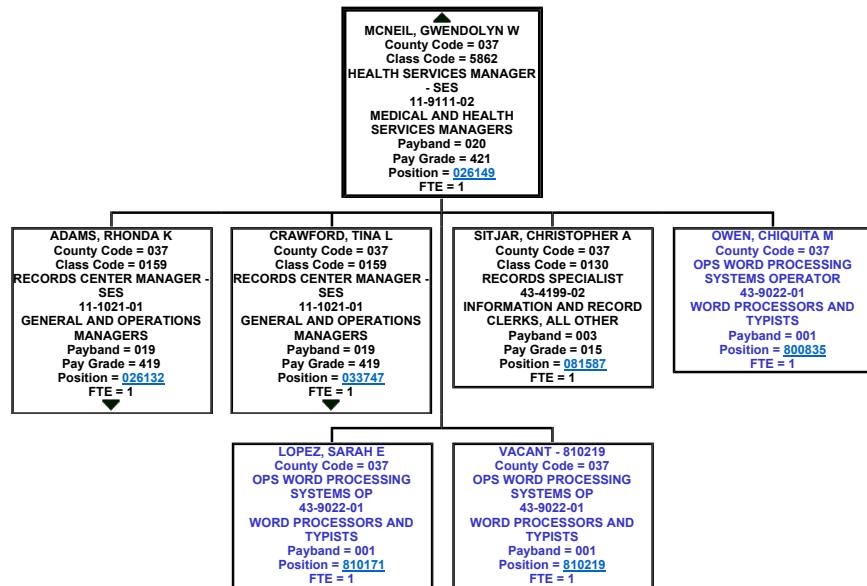 MCNEIL, GWENDOLYN W
County Code = 037
Class Code = 5862
HEALTH SERVICES MANAGER
- SES
11-9111-02
MEDICAL AND HEALTH
SERVICES MANAGERS
Payband = 020
Pay Grade = 421
Position = 026149
FTE = 1
ADAMS, RHONDA K
County Code = 037
Class Code = 0159
RECORDS CENTER MANAGER -
SES
11-1021-01
GENERAL AND OPERATIONS
MANAGERS
Payband = 019
Pay Grade = 419
Position = 026132
FTE = 1
CRAWFORD, TINA L
County Code = 037
Class Code = 0159
RECORDS CENTER MANAGER -
SES
11-1021-01
GENERAL AND OPERATIONS
MANAGERS
Payband = 019
Pay Grade = 419
Position = 033747
FTE = 1
SITJAR, CHRISTOPHER A
County Code = 037
Class Code = 0130
RECORDS SPECIALIST
43-4199-02
INFORMATION AND RECORD
CLERKS, ALL OTHER
Payband = 003
Pay Grade = 015
Position = 081587
FTE = 1
OWEN, CHIQUITA M
County Code = 037
OPS WORD PROCESSING
SYSTEMS OPERATOR
43-9022-01
WORD PROCESSORS AND
TYPISTS
Payband = 001
Position = 800835
FTE = 1
LOPEZ, SARAH E
County Code = 037
OPS WORD PROCESSING
SYSTEMS OP
43-9022-01
WORD PROCESSORS AND
TYPISTS
Payband = 001
Position = 810171
FTE = 1
VACANT - 810219
County Code = 037
OPS WORD PROCESSING
SYSTEMS OP
43-9022-01
WORD PROCESSORS AND
TYPISTS
Payband = 001
Position = 810219
FTE = 1